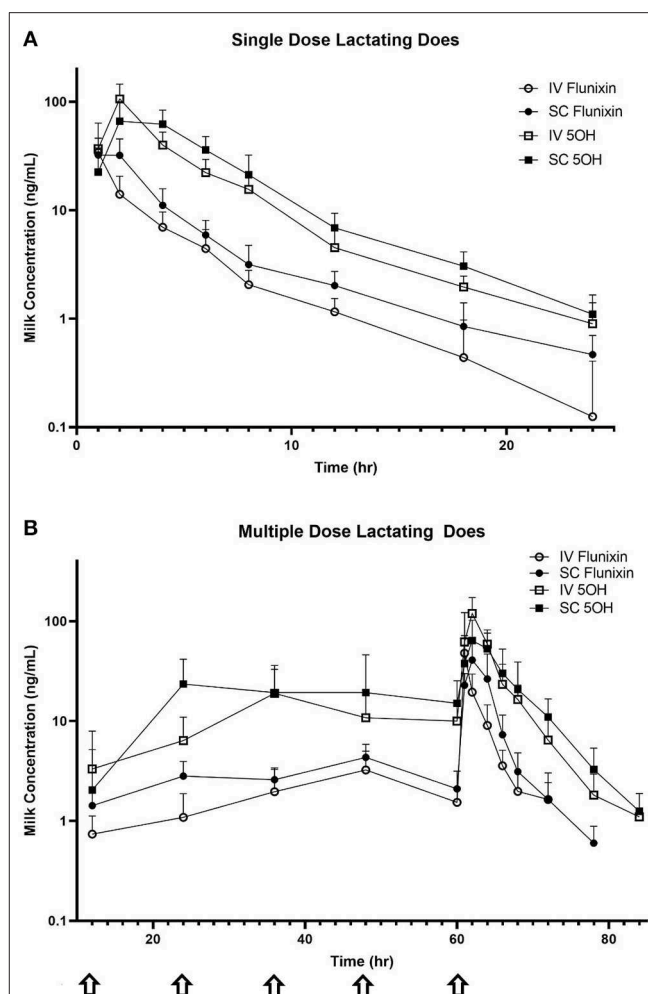 A
Single Dose Lactating Does
IV Flunixin
SC Flunixin
IV 5OH
SC 5OH
Milk Concentration (ng/mL)
100
10
1
0.1
0
10
20
Time (hr)
B
Multiple Dose Lactating Does
IV Flunixin
SC Flunixin
IV 5OH
SC 5OH
Milk Concentration (ng/mL)
100
10
1
0.1
20
40
60
80
Time (hr)